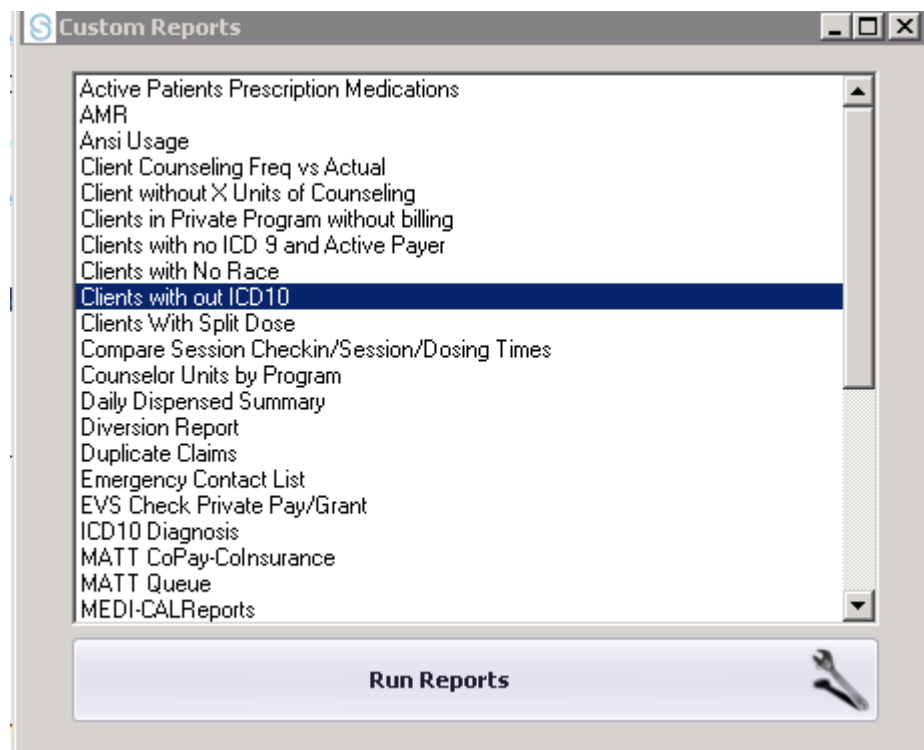 Custom Reports
Active Patients Prescription Medications
AMR
Ansi Usage
Client Counseling Freq vs Actual
Client without X Units of Counseling
Clients in Private Program without billing
Clients with no ICD 9 and Active Payer
Clients with No Race
Clients with out ICD10
Clients With Split Dose
Compare Session Checkin/Session/Dosing Times
Counselor Units by Program
Daily Dispensed Summary
Diversion Report
Duplicate Claims
Emergency Contact List
EVS Check Private Pay/Grant
ICD10 Diagnosis
MATT CoPay-CoInsurance
MATT Queue
MEDI-CALReports
Run Reports